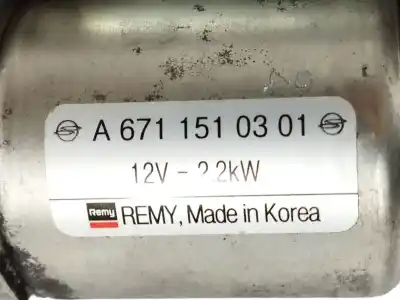 A 671 151 03 01
12V - 2.2kW
Remy REMY, Made in Korea